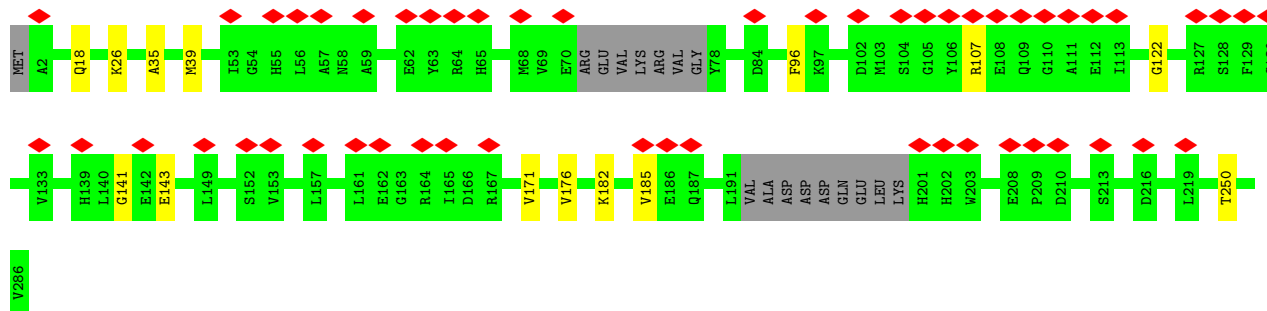 MET A2 Q18 K26 A35 M39 I53 G54 H55 L56 A57 N58 A59 E62 Y63 R64 H65 M68 V69 E70 ARG GLU VAL LYS ARG VAL GLY Y78 D84 F96 K97 D102 M103 S104 G105 Y106 R107 E108 Q109 G110 A111 E112 I113 G122 R127 S128 F129
V133 H139 L140 G141 E142 E143 L149 S152 V153 L157 L161 E162 G163 R164 I165 D166 R167 V171 V176 K182 V185 E186 Q187 L191 VAL ALA ASP ASP ASP GLN GLU LEU LYS H201 H202 W203 E208 P209 D210 S213 D216 L219 T250
V286